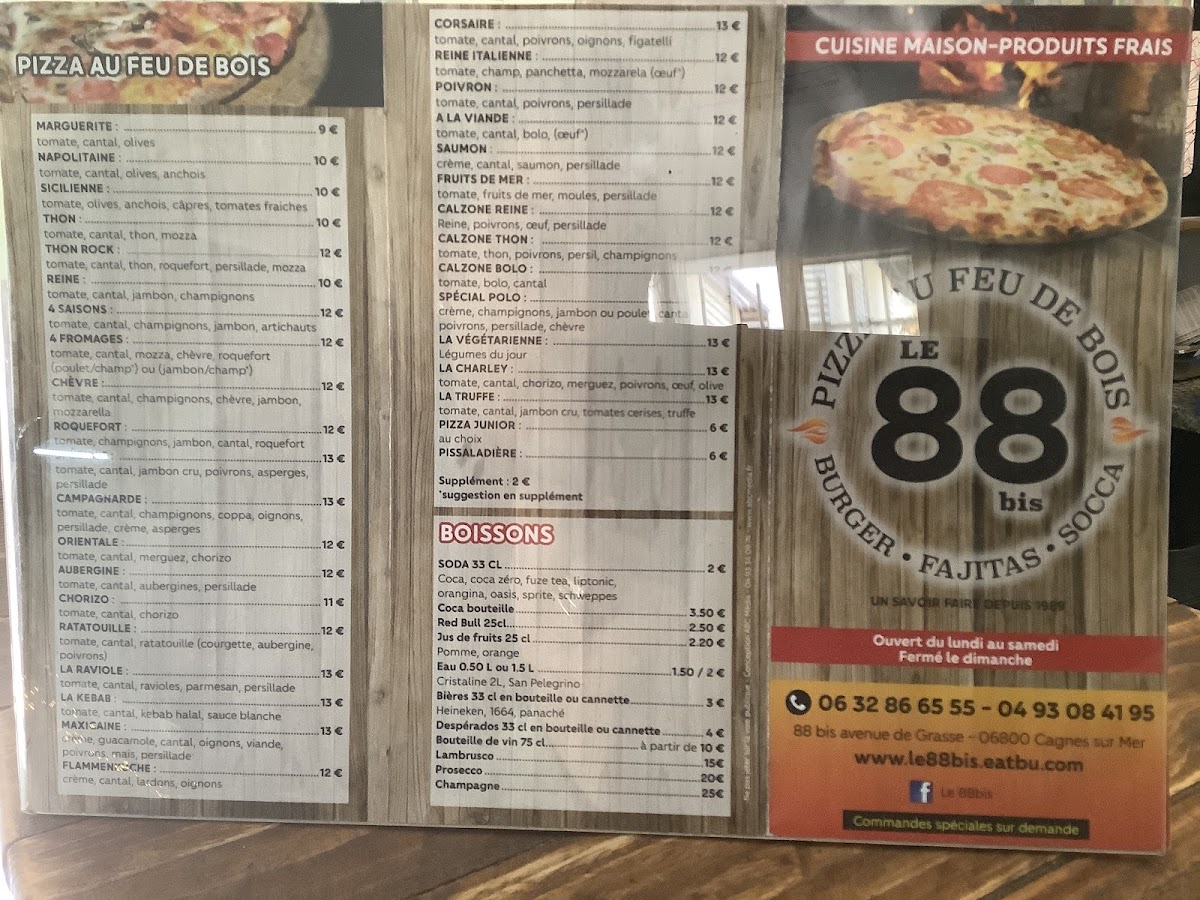 PIZZA AU FEU DE BOIS
MARGUERITE : 9 €
tomate, cantal, olives
NAPOLITAINE : 10 €
tomate, cantal, olives, anchois
SICILIENNE : 10 €
tomate, olives, anchois, câpres, tomates fraiches
THON : 10 €
tomate, cantal, thon, mozza
THON ROCK : 12 €
tomate, cantal, thon, roquefort, persillade, mozza
REINE : 10 €
tomate, cantal, jambon, champignons
4 SAISONS : 12 €
tomate, cantal, champignons, jambon, artichauts
4 FROMAGES : 12 €
tomate, cantal, mozza, chèvre, roquefort
(poulet/champ*) ou (jambon/champ*)
CHÈVRE : 12 €
tomate, cantal, champignons, chèvre, jambon,
mozzarella
ROQUEFORT : 12 €
tomate, champignons, jambon, cantal, roquefort
13 €
tomate, cantal, jambon cru, poivrons, asperges,
persillade
CAMPAGNARDE : 13 €
tomate, cantal, champignons, coppa, oignons,
persillade, crème, asperges
ORIENTALE : 12 €
tomate, cantal, merguez, chorizo
AUBERGINE : 12 €
tomate, cantal, aubergines, persillade
CHORIZO : 11 €
tomate, cantal, chorizo
RATATOUILLE : 12 €
tomate, cantal, ratatouille (courgette, aubergine,
poivrons)
LA RAVIOLE : 13 €
tomate, cantal, ravioles, parmesan, persillade
LA KEBAB : 13 €
tomate, cantal, kebab halal, sauce blanche
MAXICAINE : 13 €
crème, guacamole, cantal, oignons, viande,
poivrons, mais, persillade
FLAMMENKUCHE : 12 €
crème, cantal, lardons, oignons
CORSAIRE : 13 €
tomate, cantal, poivrons, oignons, figatelli
REINE ITALIENNE : 12 €
tomate, champ, panchetta, mozzarela (œuf*)
POIVRON : 12 €
tomate, cantal, poivrons, persillade
A LA VIANDE : 12 €
tomate, cantal, bolo, (œuf*)
SAUMON : 12 €
crème, cantal, saumon, persillade
FRUITS DE MER : 12 €
tomate, fruits de mer, moules, persillade
CALZONE REINE : 12 €
Reine, poivrons, œuf, persillade
CALZONE THON : 12 €
tomate, thon, poivrons, persil, champignons
CALZONE BOLO :
tomate, bolo, cantal
SPÉCIAL POLO :
crème, champignons, jambon ou poulet, canta
poivrons, persillade, chèvre
LA VÉGÉTARIENNE : 13 €
Légumes du jour
LA CHARLEY : 13 €
tomate, cantal, chorizo, merguez, poivrons, œuf, olive
LA TRUFFE : 13 €
tomate, cantal, jambon cru, tomates cerises, truffe
PIZZA JUNIOR : 6 €
au choix
PISSALADIÈRE : 6 €
Supplément : 2 €
*suggestion en supplément
BOISSONS
SODA 33 CL 2 €
Coca, coca zéro, fuze tea, liptonic,
orangina, oasis, sprite, schweppes
Coca bouteille 3.50 €
Red Bull 25cl 2.50 €
Jus de fruits 25 cl 2.20 €
Pomme, orange
Eau 0.50 L ou 1.5 L 1.50 / 2 €
Cristaline 2L, San Pelegrino
Bières 33 cl en bouteille ou cannette 3 €
Heineken, 1664, panaché
Despérados 33 cl en bouteille ou cannette 4 €
Bouteille de vin 75 cl à partir de 10 €
Lambrusco 15€
Prosecco 20€
Champagne 25€
CUISINE MAISON-PRODUITS FRAIS
PIZZA AU FEU DE BOIS
LE
88
bis
BURGER • FAJITAS • SOCCA
UN SAVOIR FAIRE DEPUIS 1989
Ouvert du lundi au samedi
Fermé le dimanche
06 32 86 65 55 - 04 93 08 41 95
88 bis avenue de Grasse - 06800 Cagnes sur Mer
www.le88bis.eatbu.com
Le 88bis
Commandes spéciales sur demande